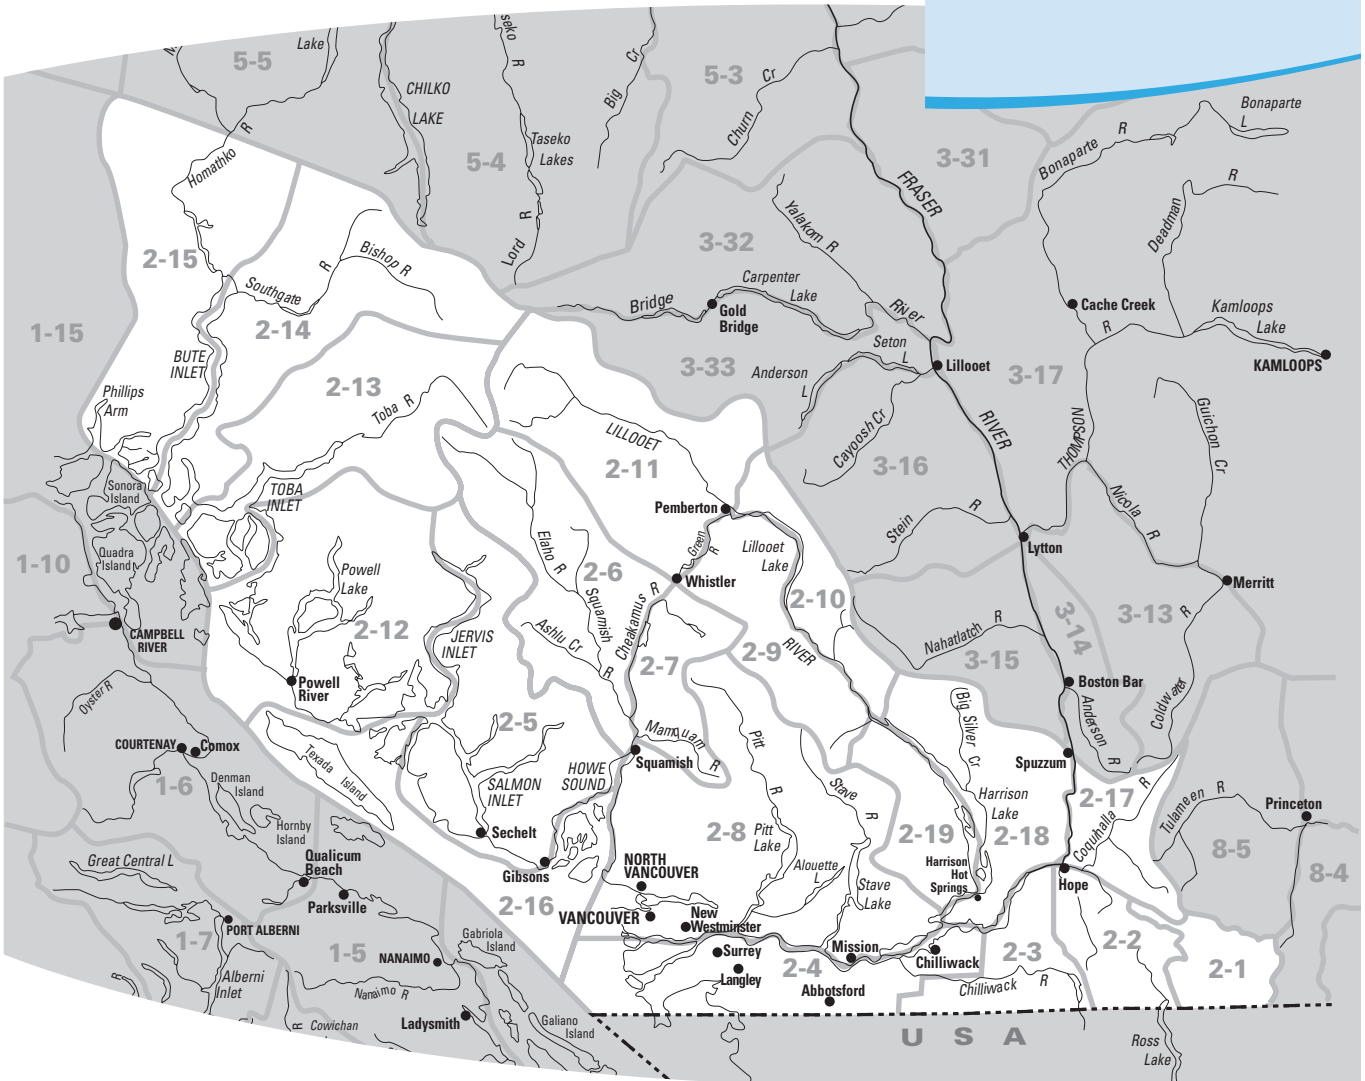 5-5
Lake
CHILKO
LAKE
seko
R
Big
Cr
5-3
Churn
Cr
Taseko
Lakes
5-4
Lord
R
3-31
Bonaparte
R
Bonaparte
L
FRASER
Deadman
R
Homathko
R
2-15
Southgate
R
Bishop R
2-14
3-32
Yalakom R
Carpenter
Lake
Bridge
Gold
Bridge
River
Cache Creek
R
Kamloops
Lake
KAMLOOPS
1-15
BUTE
INLET
Phillips
Arm
2-13
Toba R
3-33
Anderson
L
Seton
L
Lillooet
3-17
RIVER
Cayoosh Cr
3-16
THOMPSON
Guichon Cr
Nicola R
LILLOOET
2-11
Sonora
Island
TOBA
INLET
Pemberton
Stein
R
Lytton
Quadra
Island
1-10
Elaho R
2-6
Squamish
R
Green
R
Lillooet
Lake
Whistler
2-10
Merritt
Powell
Lake
2-12
JERVIS
INLET
Ashlu Cr
Cheakamus R
2-7
2-9
RIVER
Nahatlatch R
3-15
3-14
3-13
Coldwater
R
CAMPBELL
RIVER
Oyster R
Powell
River
Boston Bar
Anderson R
COURTENAY
Comox
Texada Island
2-5
Mamquam
R
Squamish
HOWE
SOUND
Pitt
R
Stave
R
Big Silver Cr
Spuzzum
1-6
Denman
Island
Hornby
Island
SALMON
INLET
Sechelt
Harrison
Lake
2-17
Coquihalla
R
Tulameen R
Princeton
2-8
Pitt
Lake
2-19
2-18
8-5
8-4
Great Central L
Qualicum
Beach
Parksville
Gibsons
NORTH
VANCOUVER
Alouette
L
Stave
Lake
Harrison
Hot
Springs
Hope
2-16
VANCOUVER
New
Westminster
1-7
PORT ALBERNI
1-5
NANAIMO
Gabriola
Island
Surrey
Langley
2-4
Mission
Abbotsford
Chilliwack
2-3
2-2
2-1
Alberni
Inlet
Nanaimo R
Chilliwack R
R
Cowichan
Ladysmith
Galiano
Island
U S A
Ross
Lake